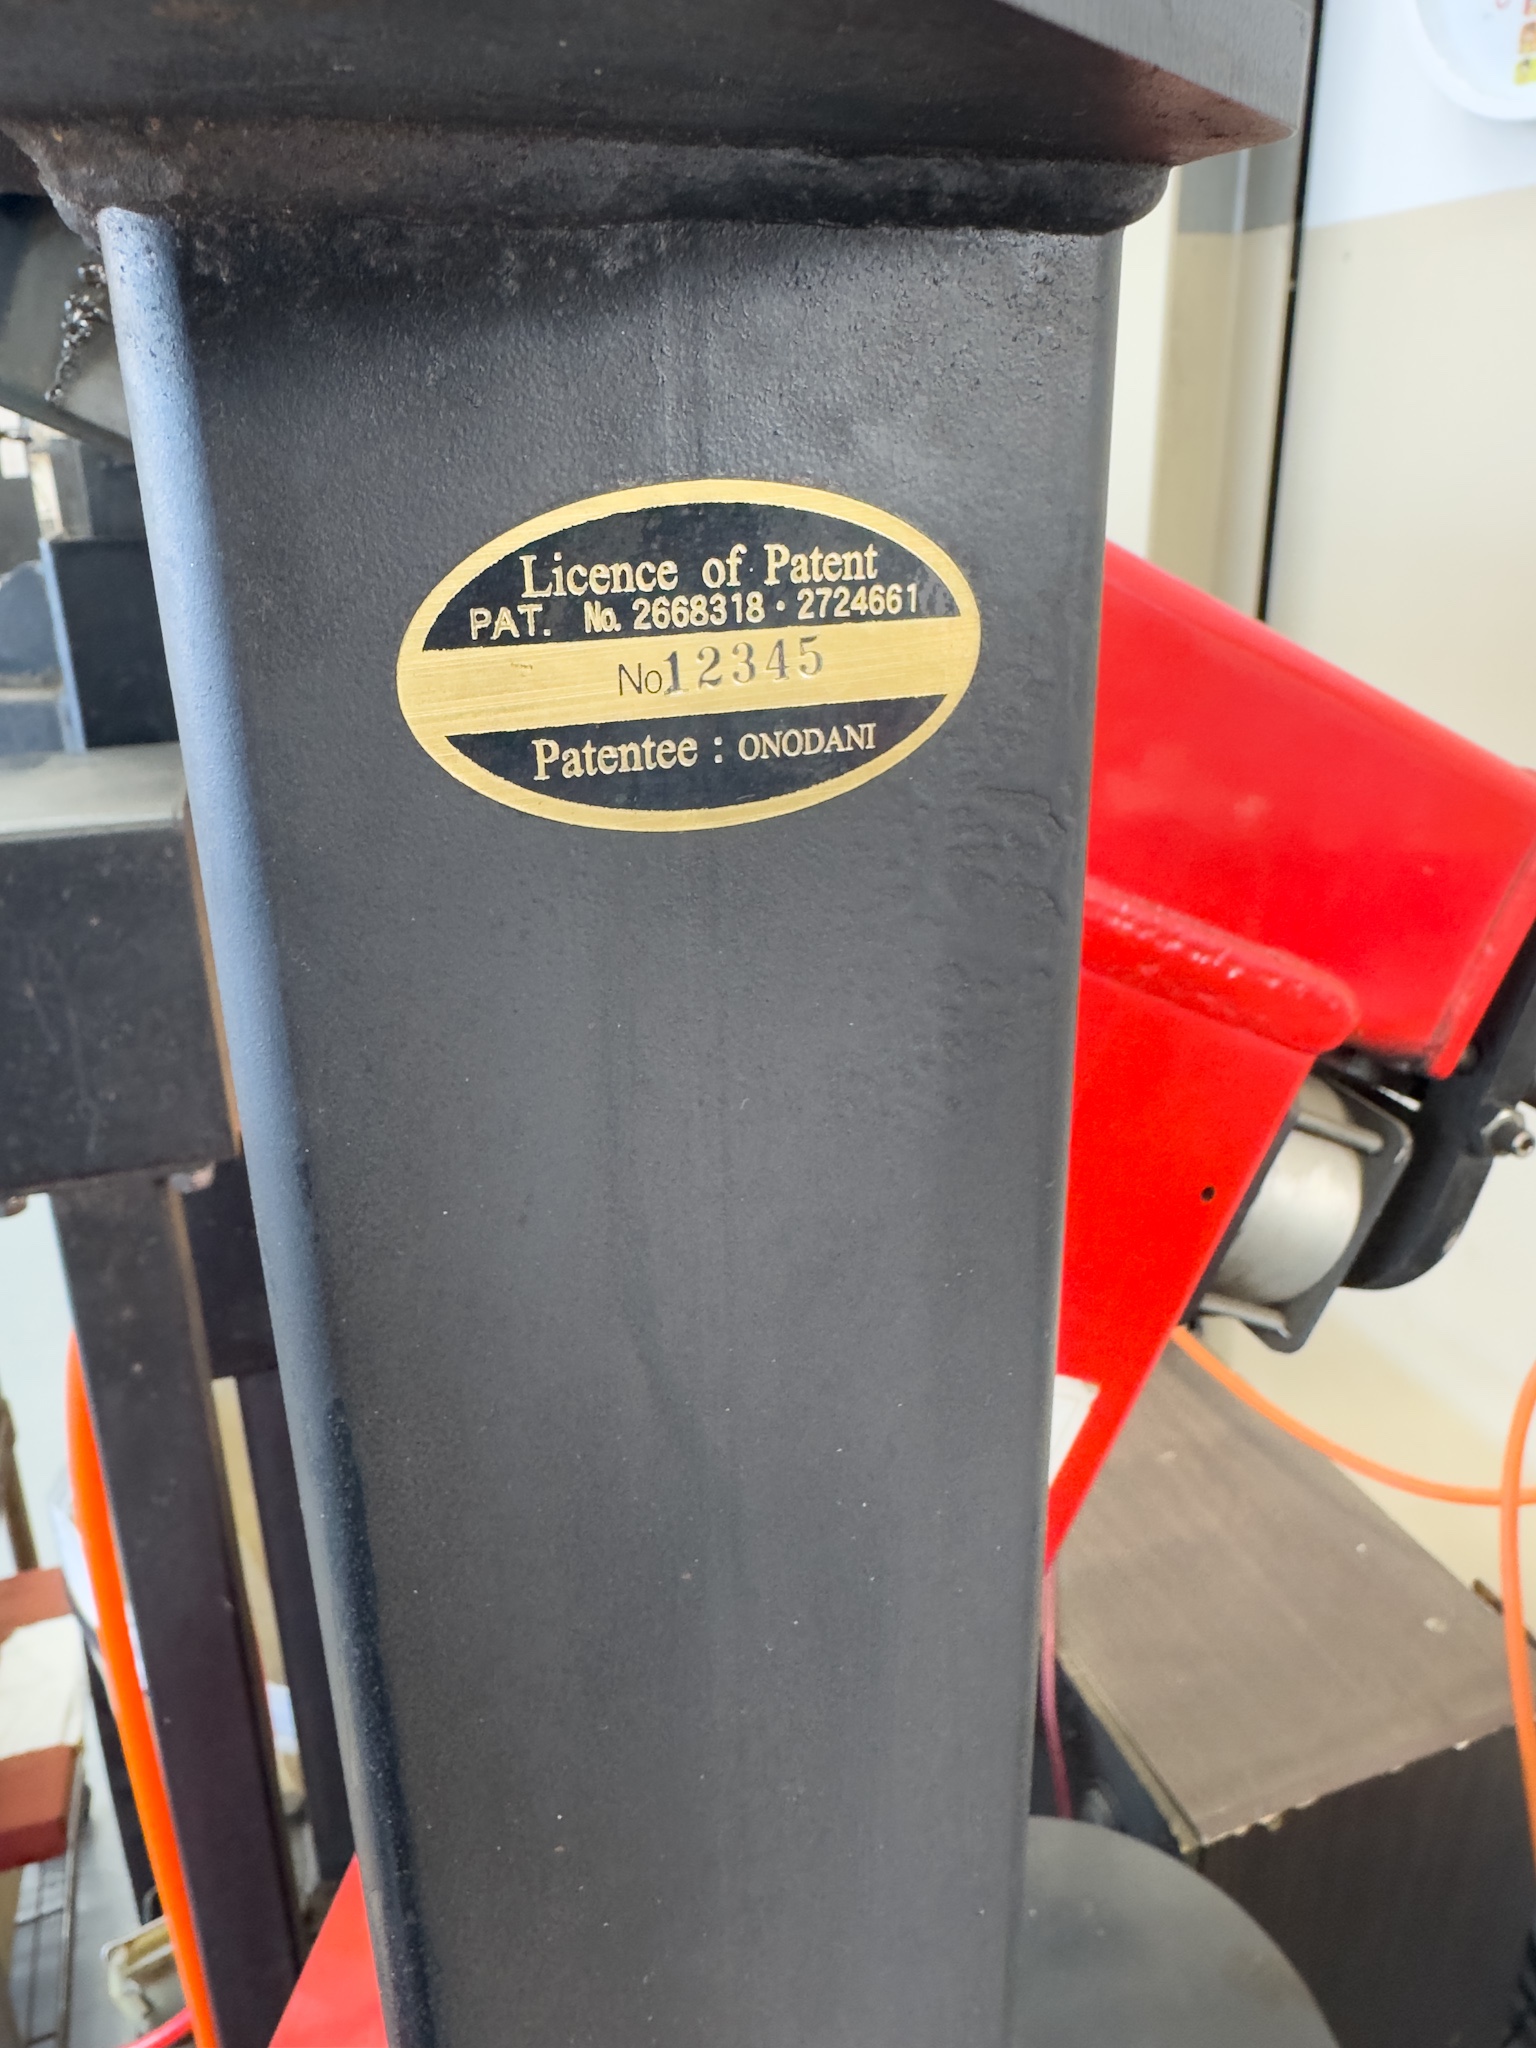 Licence of Patent
PAT. No. 2668318・2724661
No12345
Patentee : ONODANI